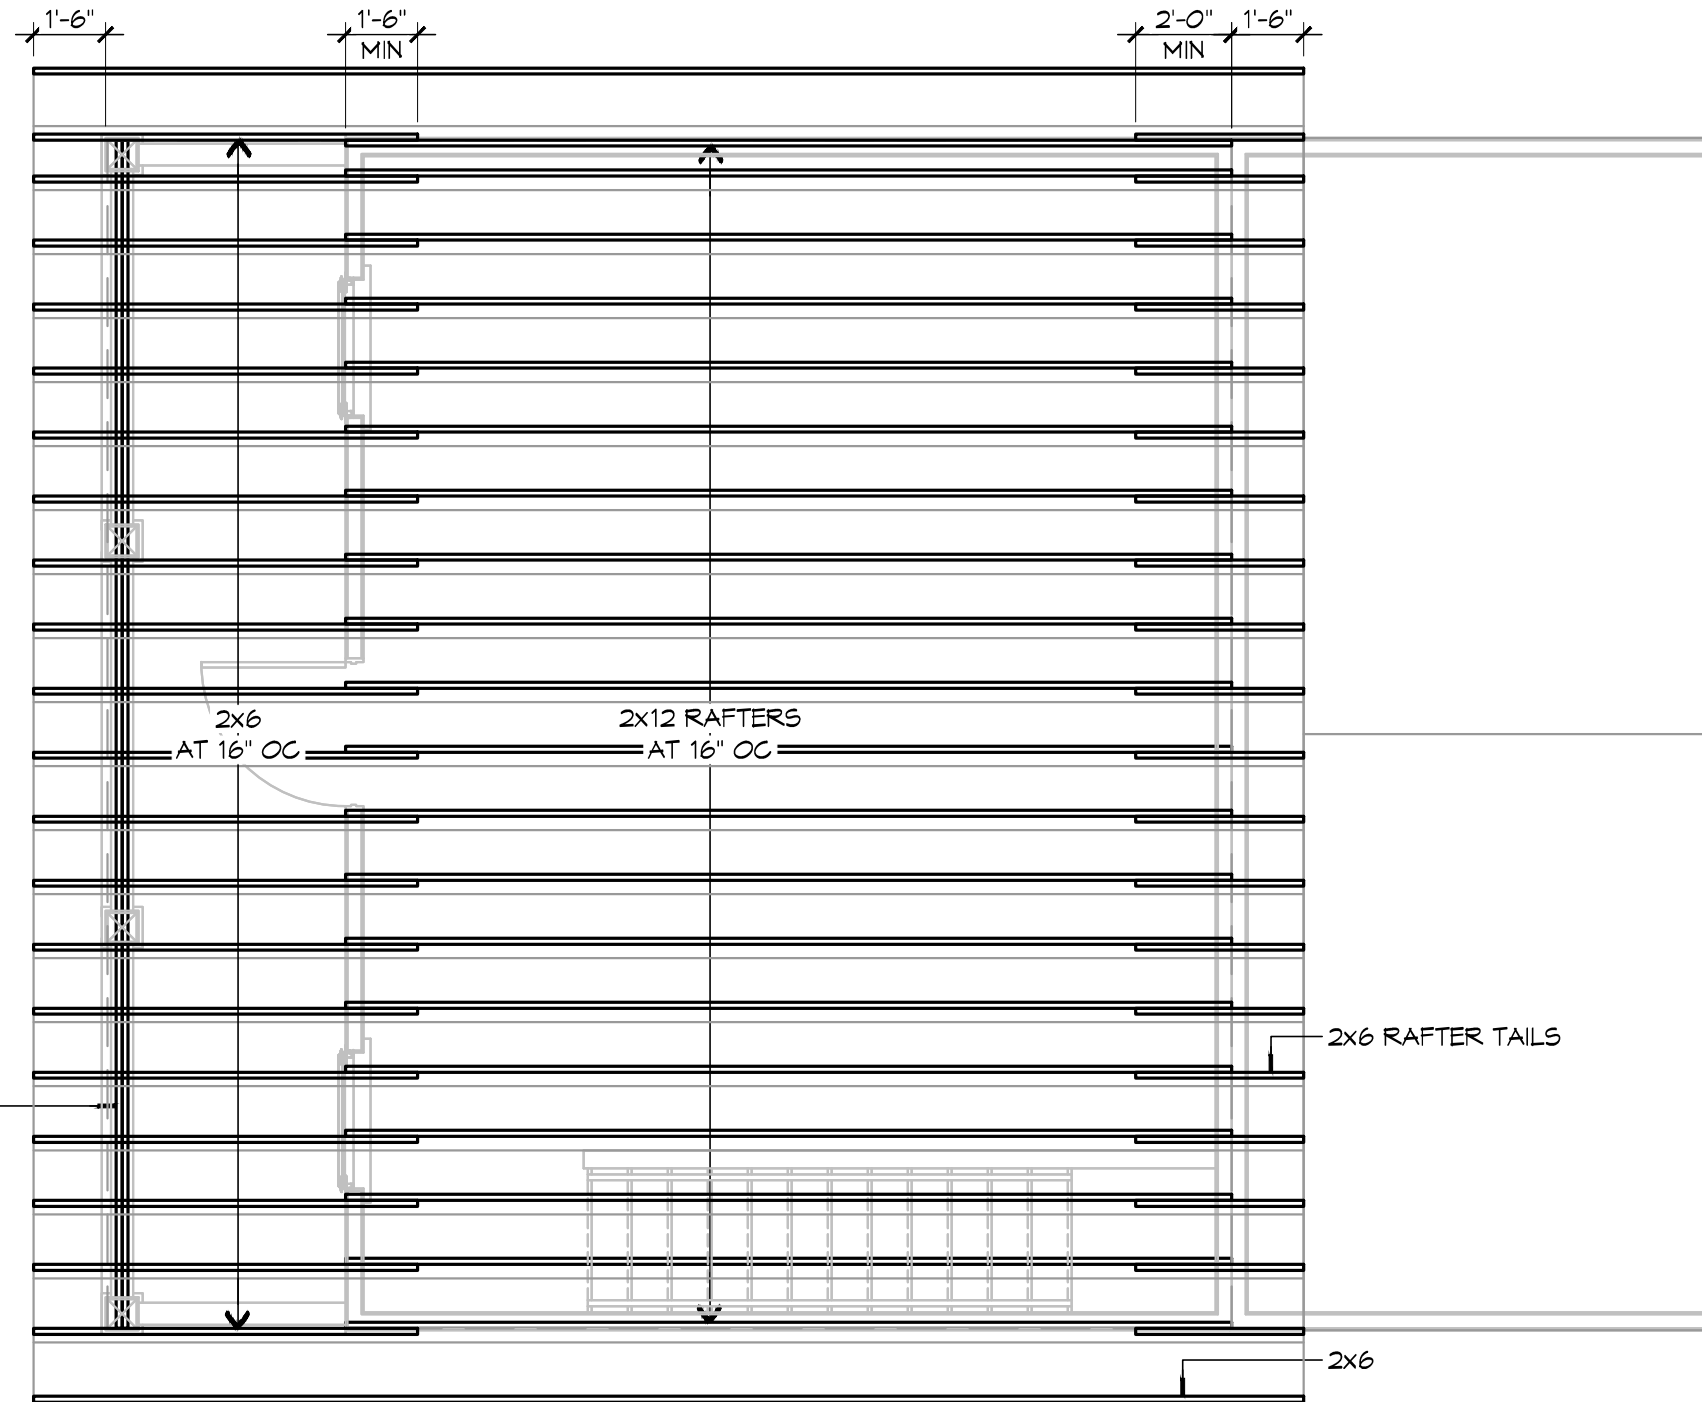 1'-6"
1'-6"
MIN
2'-0"
MIN
1'-6"
2x6
AT 16" OC
2x12 RAFTERS
AT 16" OC
2x6 RAFTER TAILS
2x6